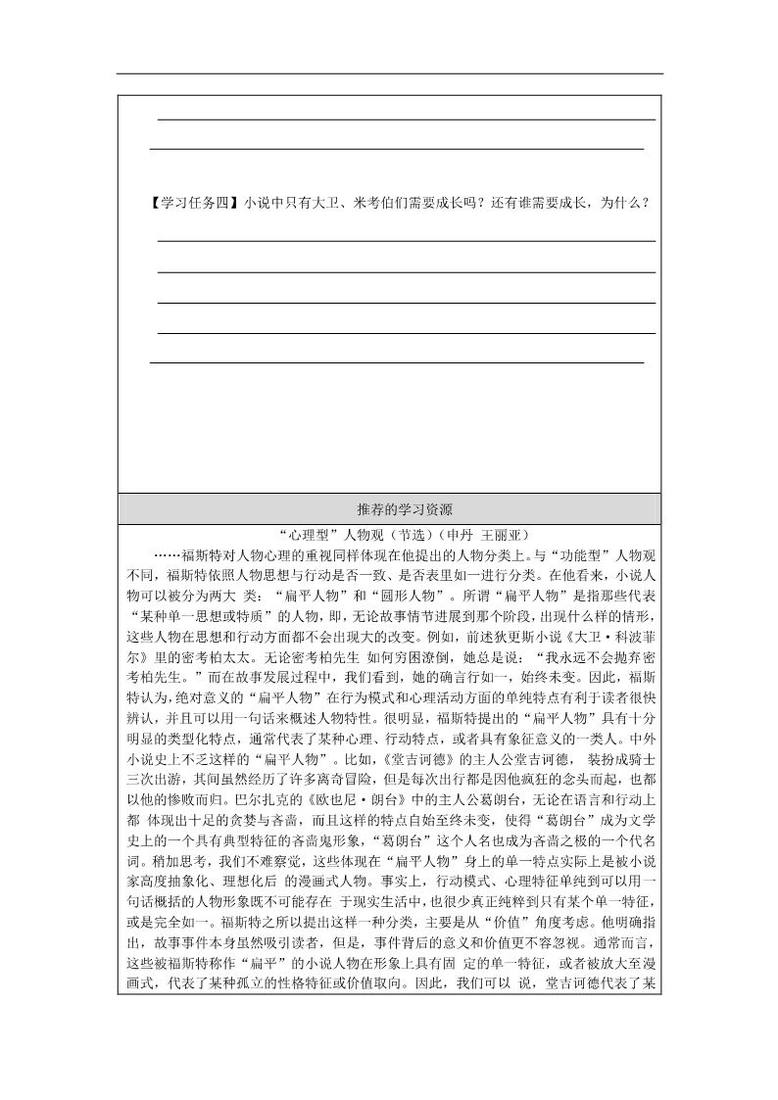 【学习任务四】小说中只有大卫、米考伯们需要成长吗？还有谁需要成长，为什么？
推荐的学习资源
“心理型”人物观（节选）（申丹 王丽亚）
……福斯特对人物心理的重视同样体现在他提出的人物分类上。与“功能型”人物观
不同，福斯特依照人物思想与行动是否一致、是否表里如一进行分类。在他看来，小说人
物可以被分为两大 类：“扁平人物”和“圆形人物”。所谓“扁平人物”是指那些代表
“某种单一思想或特质”的人物，即，无论故事情节进展到那个阶段，出现什么样的情形，
这些人物在思想和行动方面都不会出现大的改变。例如，前述狄更斯小说《大卫·科波菲
尔》里的密考柏太太。无论密考柏先生 如何穷困潦倒，她总是说：“我永远不会抛弃密
考柏先生。”而在故事发展过程中，我们看到，她的确言行如一，始终未变。因此，福斯
特认为，绝对意义的“扁平人物”在行为模式和心理活动方面的单纯特点有利于读者很快
辨认，并且可以用一句话来概述人物特性。很明显，福斯特提出的“扁平人物”具有十分
明显的类型化特点，通常代表了某种心理、行动特点，或者具有象征意义的一类人。中外
小说史上不乏这样的“扁平人物”。比如，《堂吉诃德》的主人公堂吉诃德， 装扮成骑士
三次出游，其间虽然经历了许多离奇冒险，但是每次出行都是因他疯狂的念头而起，也都
以他的惨败而归。巴尔扎克的《欧也尼·朗台》中的主人公葛朗台，无论在语言和行动上
都 体现出十足的贪婪与吝啬，而且这样的特点自始至终未变，使得“葛朗台”成为文学
史上的一个具有典型特征的吝啬鬼形象，“葛朗台”这个人名也成为吝啬之极的一个代名
词。稍加思考，我们不难察觉，这些体现在“扁平人物”身上的单一特点实际上是被小说
家高度抽象化、理想化后 的漫画式人物。事实上，行动模式、心理特征单纯到可以用一
句话概括的人物形象既不可能存在 于现实生活中，也很少真正纯粹到只有某个单一特征，
或是完全如一。福斯特之所以提出这样一种分类，主要是从“价值”角度考虑。他明确指
出，故事事件本身虽然吸引读者，但是，事件背后的意义和价值更不容忽视。通常而言，
这些被福斯特称作“扁平”的小说人物在形象上具有固 定的单一特征，或者被放大至漫
画式，代表了某种孤立的性格特征或价值取向。因此，我们可以 说，堂吉诃德代表了某